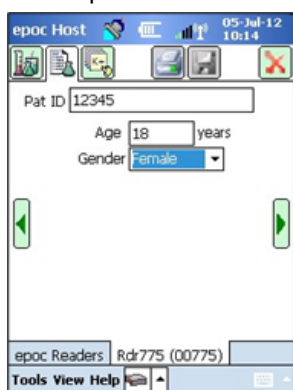 epoc Host 05-Jul-12
10:14
Pat ID 12345
Age 18 years
Gender Female
epoc Readers Rdr775 (00775)
Tools View Help